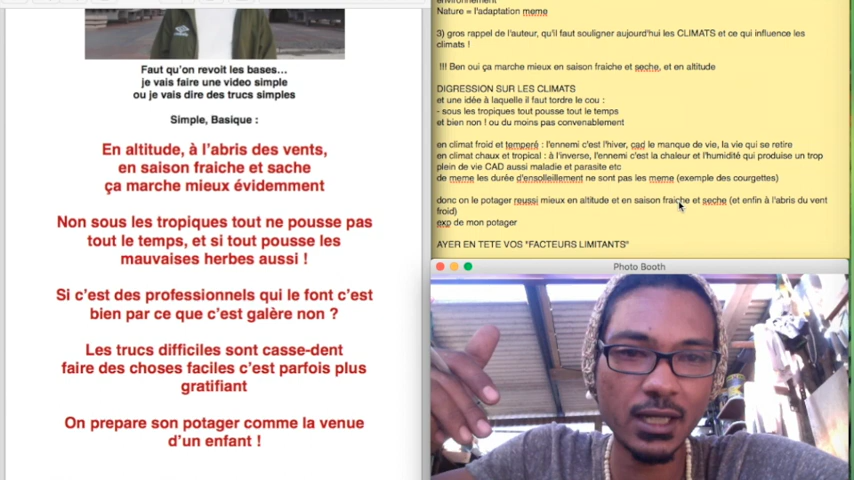 Faut qu'on revoit les bases...
je vais faire une video simple
ou je vais dire des trucs simples
Simple, Basique :
En altitude, à l'abris des vents,
en saison fraiche et sache
ça marche mieux évidemment
Non sous les tropiques tout ne pousse pas
tout le temps, et si tout pousse les
mauvaises herbes aussi !
Si c'est des professionnels qui le font c'est
bien par ce que c'est galère non ?
Les trucs difficiles sont casse-dent
faire des choses faciles c'est parfois plus
gratifiant
On prepare son potager comme la venue
d'un enfant !
environnement
Nature = l'adaptation meme
3) gros rappel de l'auteur, qu'il faut souligner aujourd'hui les CLIMATS et ce qui influence les
climats !
!!! Ben oui ça marche mieux en saison fraiche et seche, et en altitude
DIGRESSION SUR LES CLIMATS
et une idée à laquelle il faut tordre le cou :
- sous les tropiques tout pousse tout le temps
et bien non ! ou du moins pas convenablement
en climat froid et temperé : l'ennemi c'est l'hiver, cad le manque de vie, la vie qui se retire
en climat chaux et tropical : à l'inverse, l'ennemi c'est la chaleur et l'humidité qui produise un trop
plein de vie CAD aussi maladie et parasite etc
de meme les durée d'ensolleillement ne sont pas les meme (exemple des courgettes)
donc on le potager reussi mieux en altitude et en saison fraiche et seche (et enfin à l'abris du vent
froid)
exp de mon potager
AYER EN TETE VOS "FACTEURS LIMITANTS"
Photo Booth